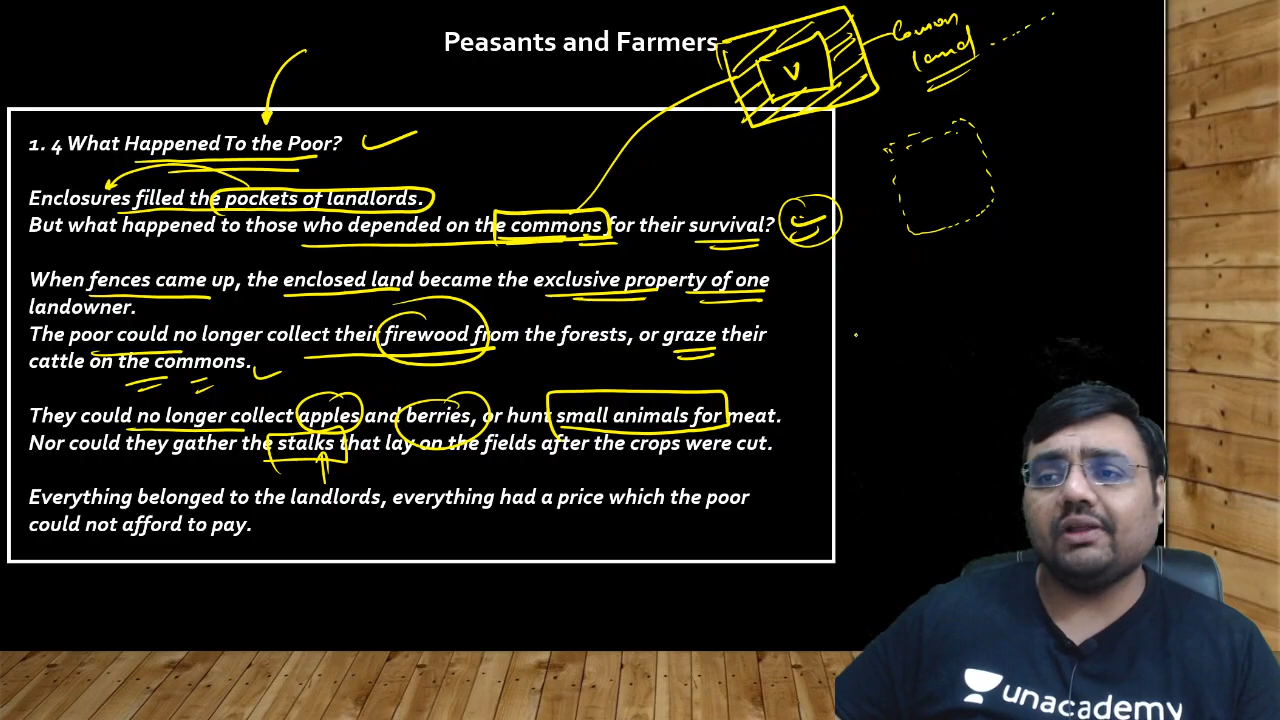 Peasants and Farmers
V
Comon
land
1. 4 What Happened To the Poor?
Enclosures filled the pockets of landlords.
But what happened to those who depended on the commons for their survival?
When fences came up, the enclosed land became the exclusive property of one
landowner.
The poor could no longer collect their firewood from the forests, or graze their
cattle on the commons.
They could no longer collect apples and berries, or hunt small animals for meat.
Nor could they gather the stalks that lay on the fields after the crops were cut.
Everything belonged to the landlords, everything had a price which the poor
could not afford to pay.
unacademy